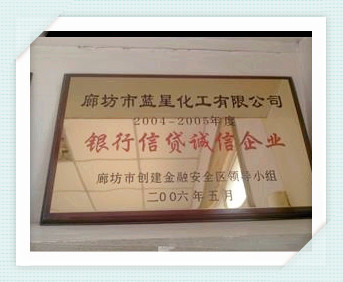 廊坊市蓝星化工有限公司
2004-2005年度
银行信贷诚信企业
廊坊市创建金融安全区领导小组
二00六年五月